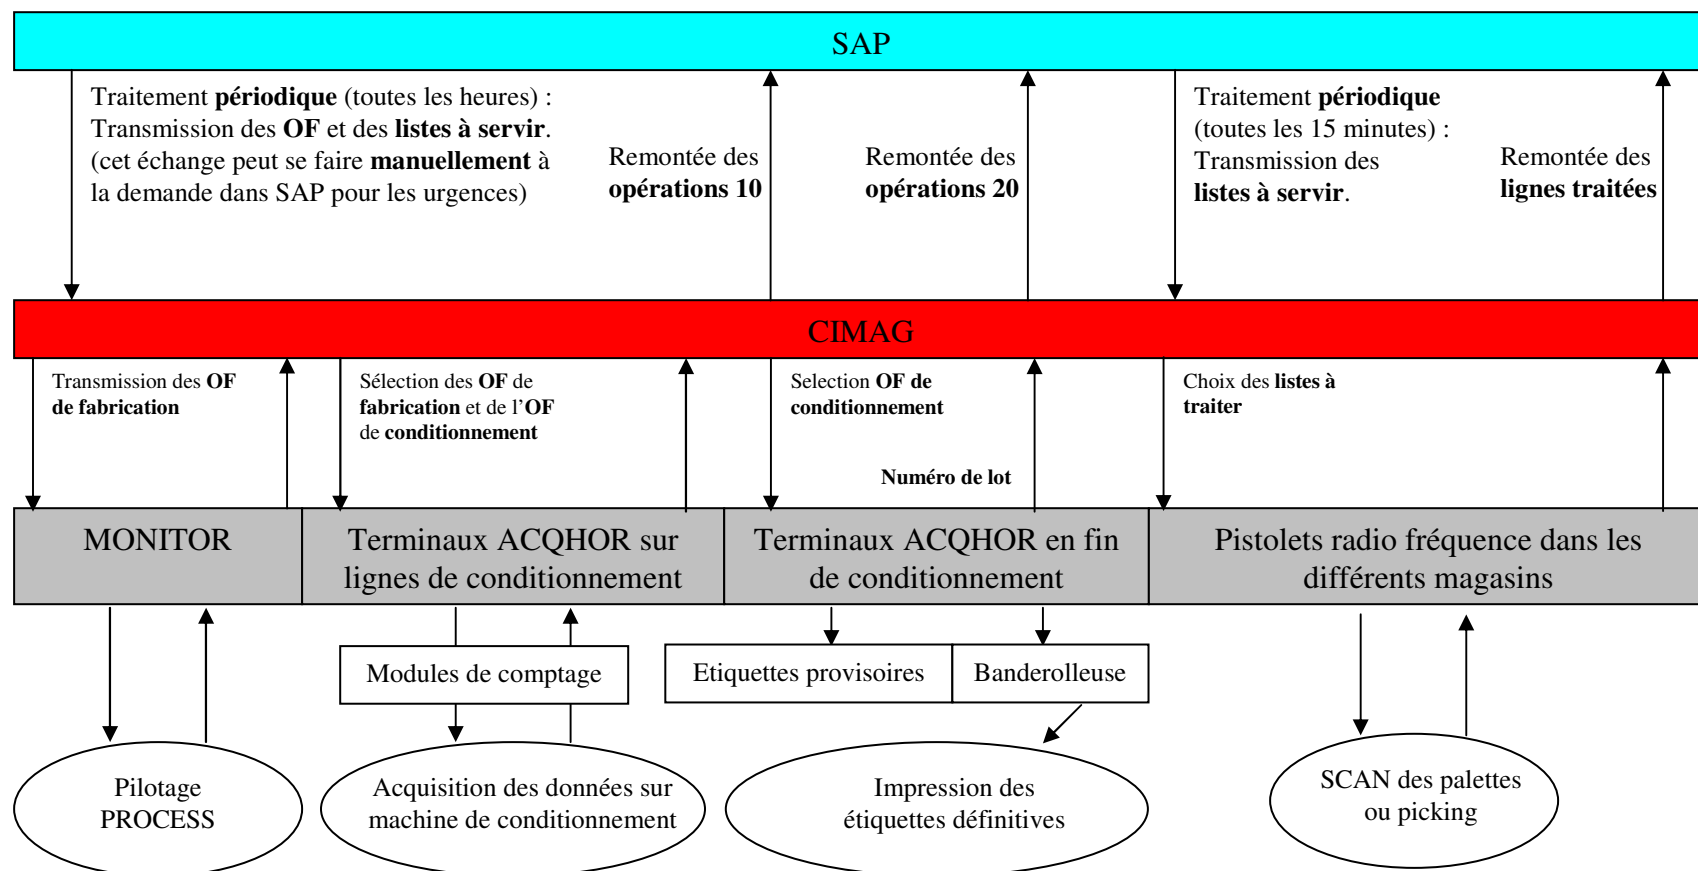 SAP
Traitement périodique (toutes les heures) :
Transmission des OF et des listes à servir.
(cet échange peut se faire manuellement à
la demande dans SAP pour les urgences)
Remontée des
opérations 10
Remontée des
opérations 20
Traitement périodique
(toutes les 15 minutes) :
Transmission des
listes à servir.
Remontée des
lignes traitées
CIMAG
Transmission des OF
de fabrication
Sélection des OF de
fabrication et de l'OF
de conditionnement
Selection OF de
conditionnement
Numéro de lot
Choix des listes à
traiter
MONITOR
Terminaux ACQHOR sur
lignes de conditionnement
Terminaux ACQHOR en fin
de conditionnement
Pistolets radio fréquence dans les
différents magasins
Modules de comptage
Etiquettes provisoires
Banderolleuse
Pilotage
PROCESS
Acquisition des données sur
machine de conditionnement
Impression des
étiquettes définitives
SCAN des palettes
ou picking